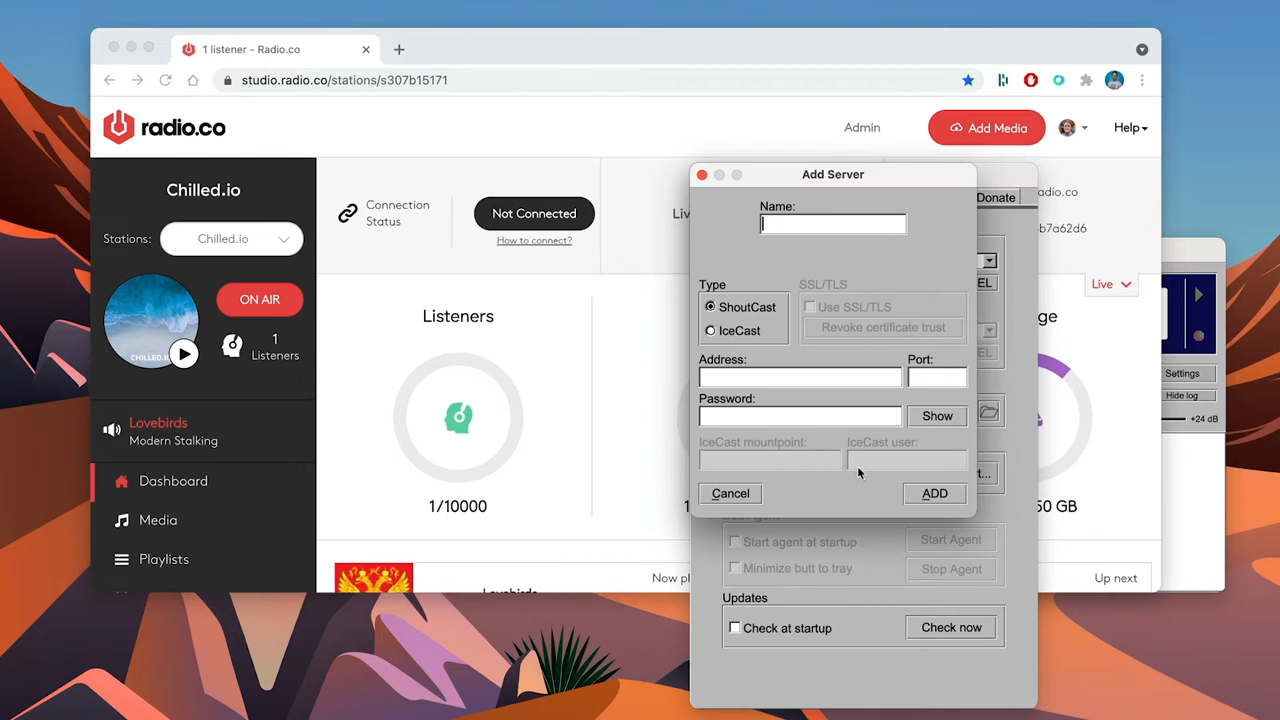 1 listener - Radio.co
studio.radio.co/stations/s307b15171
radio.co
Admin
Add Media
Help
Chilled.io
Stations:
Chilled.io
CHILLED.I
ON AIR
1
Listeners
Lovebirds
Modern Stalking
Dashboard
Media
Playlists
Connection
Status
Not Connected
How to connect?
Liv
adio.co
b7a62d6
Live
Listeners
1/10000
ge
50 GB
Now pl
Up next
Add Server
Name:
Type
ShoutCast
IceCast
SSL/TLS
Use SSL/TLS
Revoke certificate trust
Address:
Port:
Password:
Show
IceCast mountpoint:
IceCast user:
Cancel
ADD
Donate
EL
EL
t...
Start agent at startup
Start Agent
Minimize butt to tray
Stop Agent
Updates
Check at startup
Check now
Settings
Hide log
+24 dB